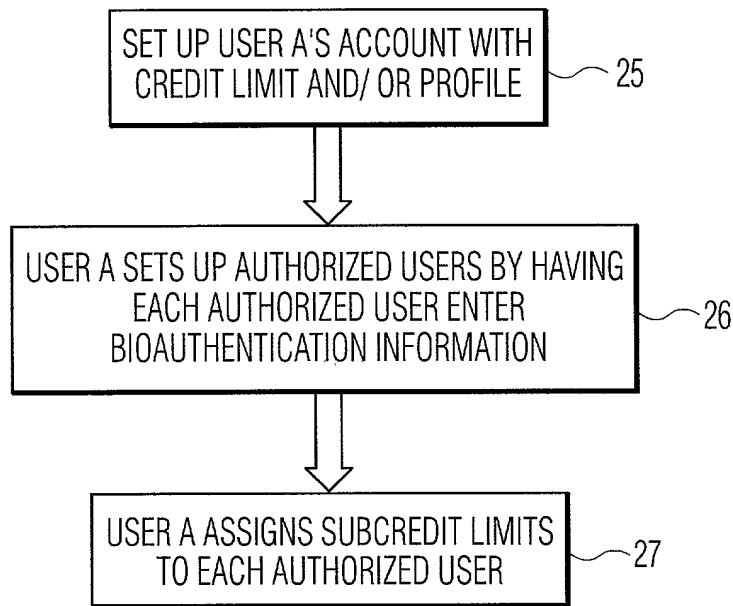 SET UP USER A'S ACCOUNT WITH
CREDIT LIMIT AND/ OR PROFILE
25
USER A SETS UP AUTHORIZED USERS BY HAVING
EACH AUTHORIZED USER ENTER
BIOAUTHENTICATION INFORMATION
26
USER A ASSIGNS SUBCREDIT LIMITS
TO EACH AUTHORIZED USER
27